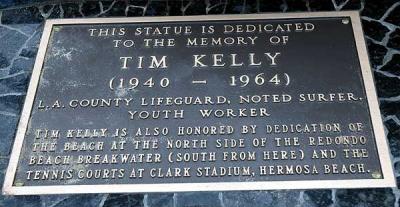 THIS STATUE IS DEDICATED
TO THE MEMORY OF
TIM KELLY
(1940 — 1964)
L.A. COUNTY LIFEGUARD, NOTED SURFER,
YOUTH WORKER
TIM KELLY IS ALSO HONORED BY DEDICATION OF
THE BEACH AT THE NORTH SIDE OF THE REDONDO
BEACH BREAKWATER (SOUTH FROM HERE) AND THE
TENNIS COURTS AT CLARK STADIUM, HERMOSA BEACH.